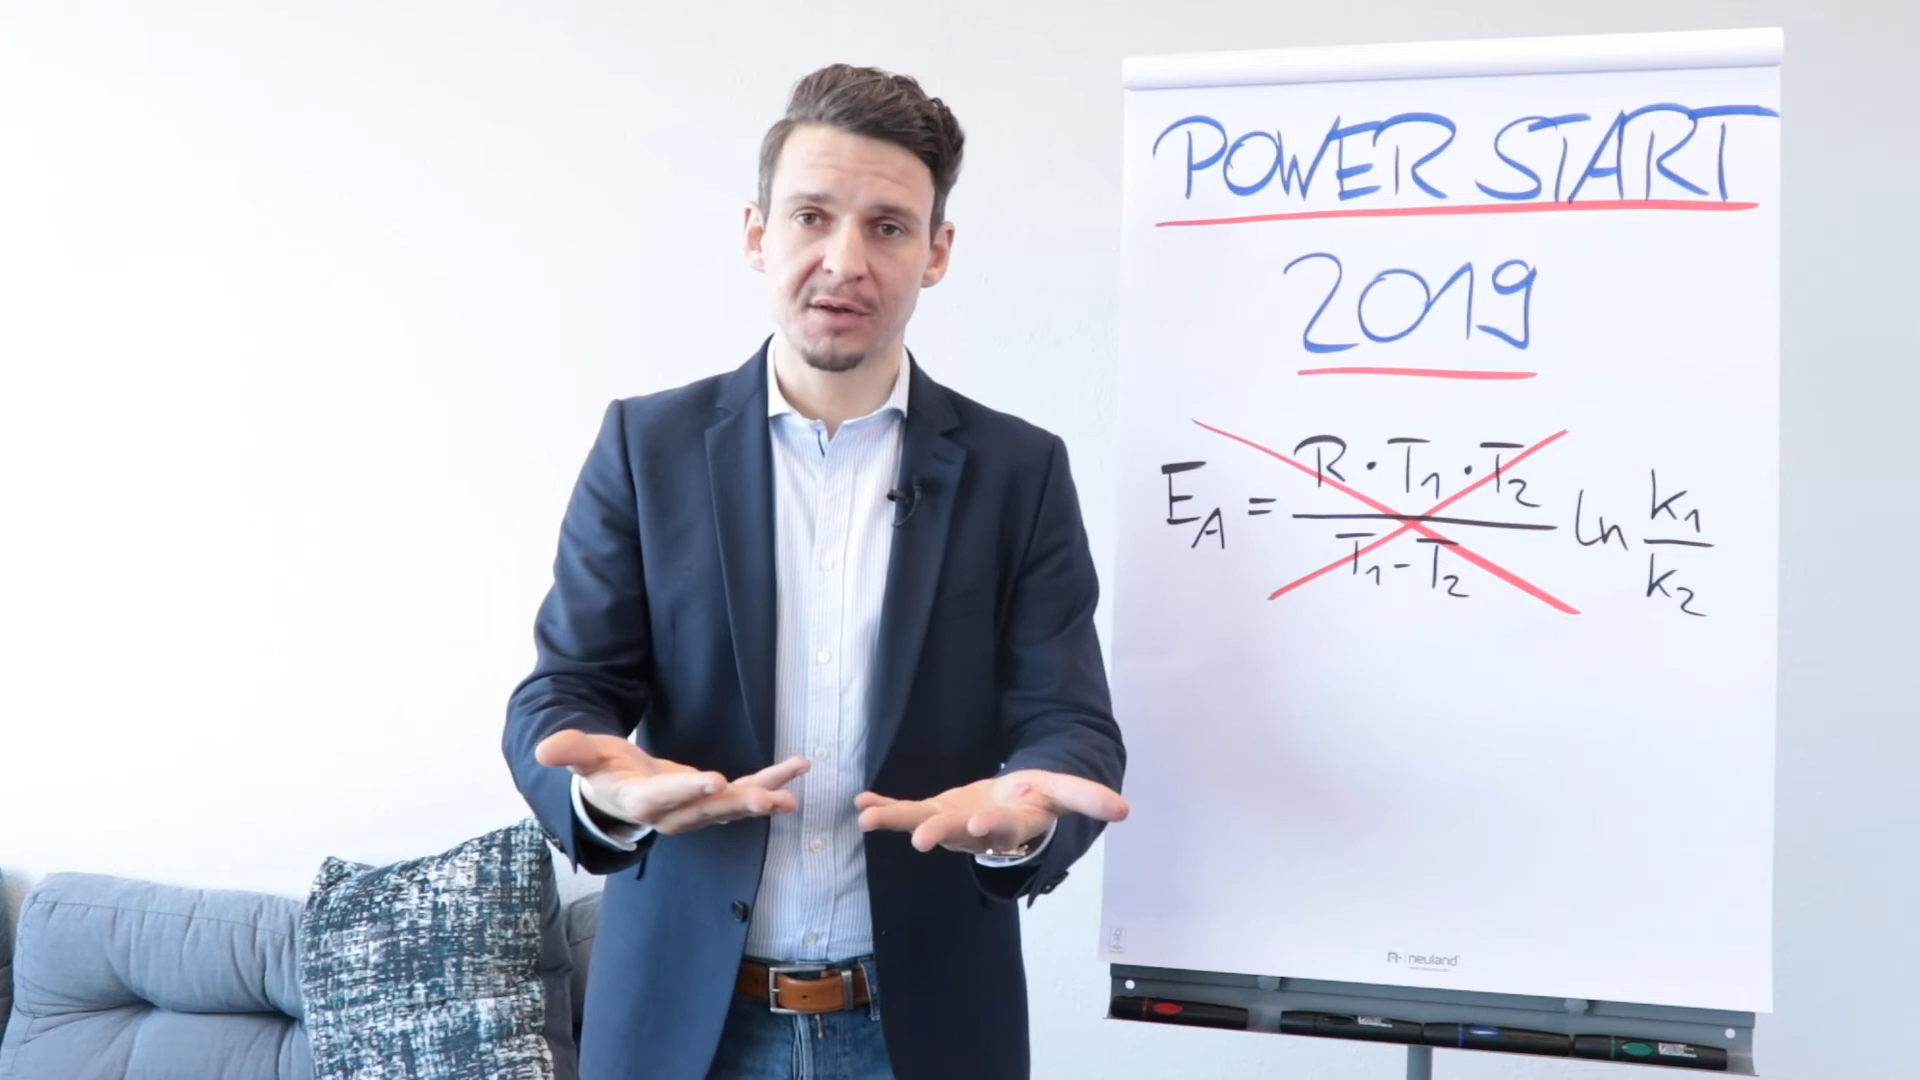 POWER START
2019
E_A = (R · T_1 · T_2) / (T_1 - T_2) ln k_1 / k_2
neuland